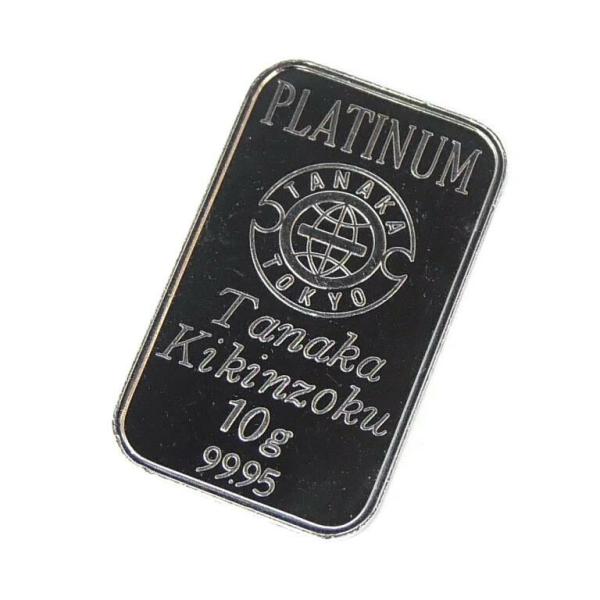 PLATINUM
TANAKA
TOKYO
Tanaka
Kikinzoku
10g
99.95